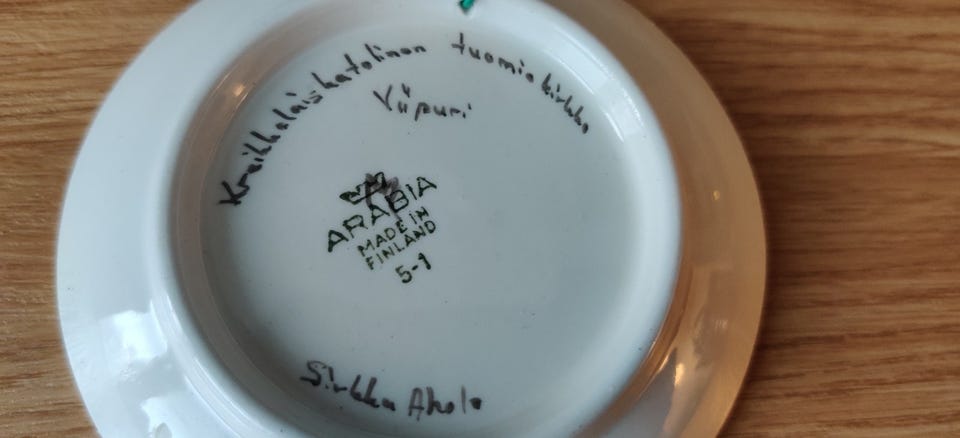 Kreikkalaiskatolinen tuomiokirkko
Viipuri
ARABIA
MADE IN
FINLAND
5-1
Sirkka Ahola